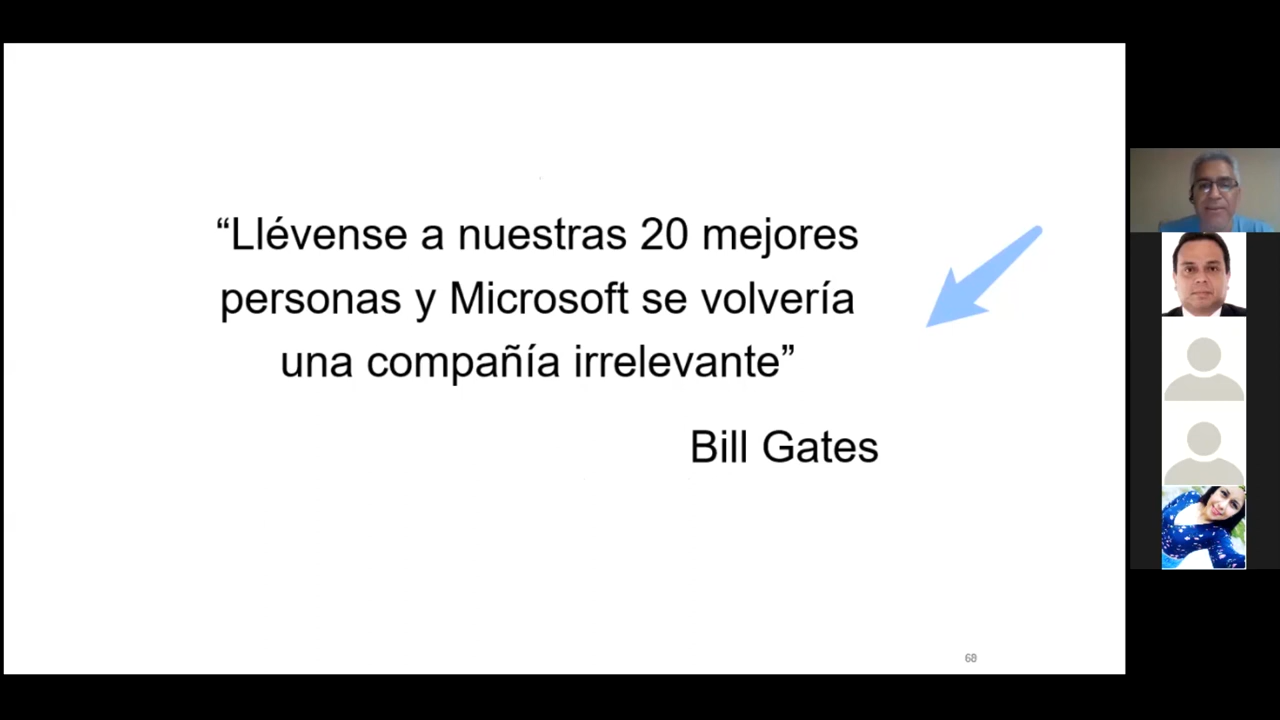 “Llévense a nuestras 20 mejores
personas y Microsoft se volvería
una compañía irrelevante”
Bill Gates
68